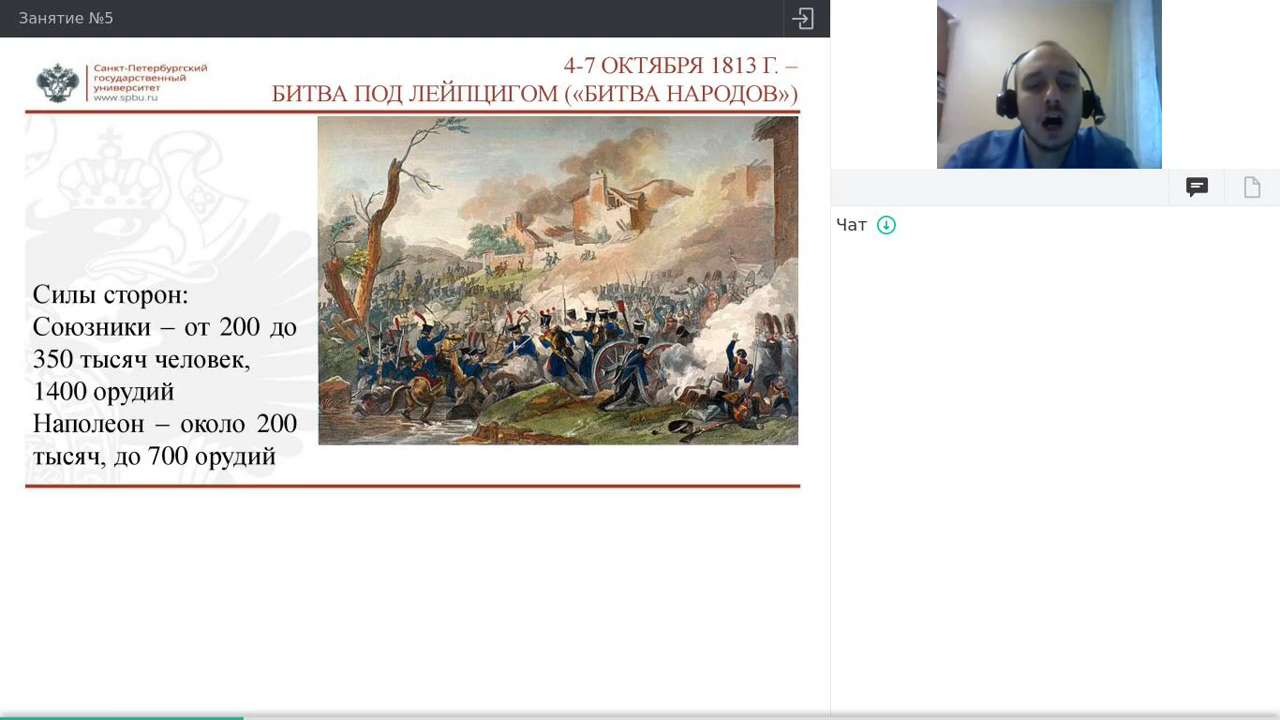 Занятие №5
Санкт-Петербургский
государственный
университет
www.spbu.ru
4-7 ОКТЯБРЯ 1813 Г. –
БИТВА ПОД ЛЕЙПЦИГОМ («БИТВА НАРОДОВ»)
Силы сторон:
Союзники – от 200 до
350 тысяч человек,
1400 орудий
Наполеон – около 200
тысяч, до 700 орудий
Чат